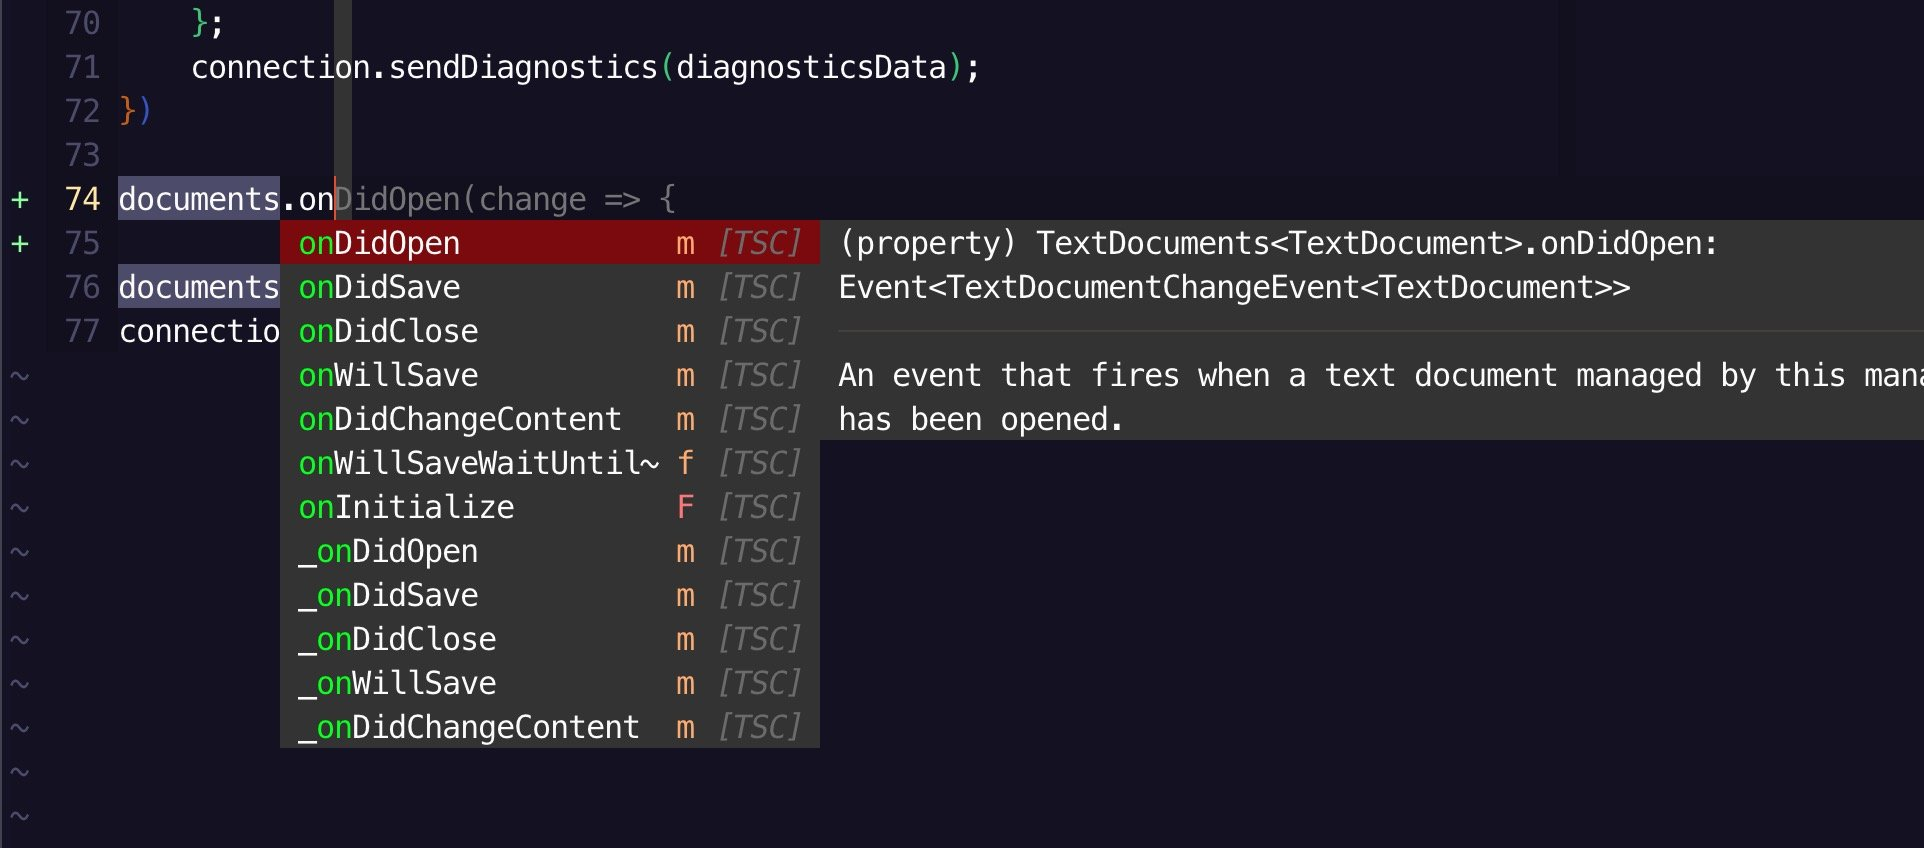 70     };
71     connection.sendDiagnostics(diagnosticsData);
72 })
73
+ 74 documents.onDidOpen(change => {
+ 75 onDidOpen m [TSC] (property) TextDocuments<TextDocument>.onDidOpen:
76 documents onDidSave m [TSC] Event<TextDocumentChangeEvent<TextDocument>>
77 connectio onDidClose m [TSC]
~ onWillSave m [TSC] An event that fires when a text document managed by this mana
~ onDidChangeContent m [TSC] has been opened.
~ onWillSaveWaitUntil~ f [TSC]
~ onInitialize F [TSC]
~ _onDidOpen m [TSC]
~ _onDidSave m [TSC]
~ _onDidClose m [TSC]
~ _onWillSave m [TSC]
~ _onDidChangeContent m [TSC]
~
~